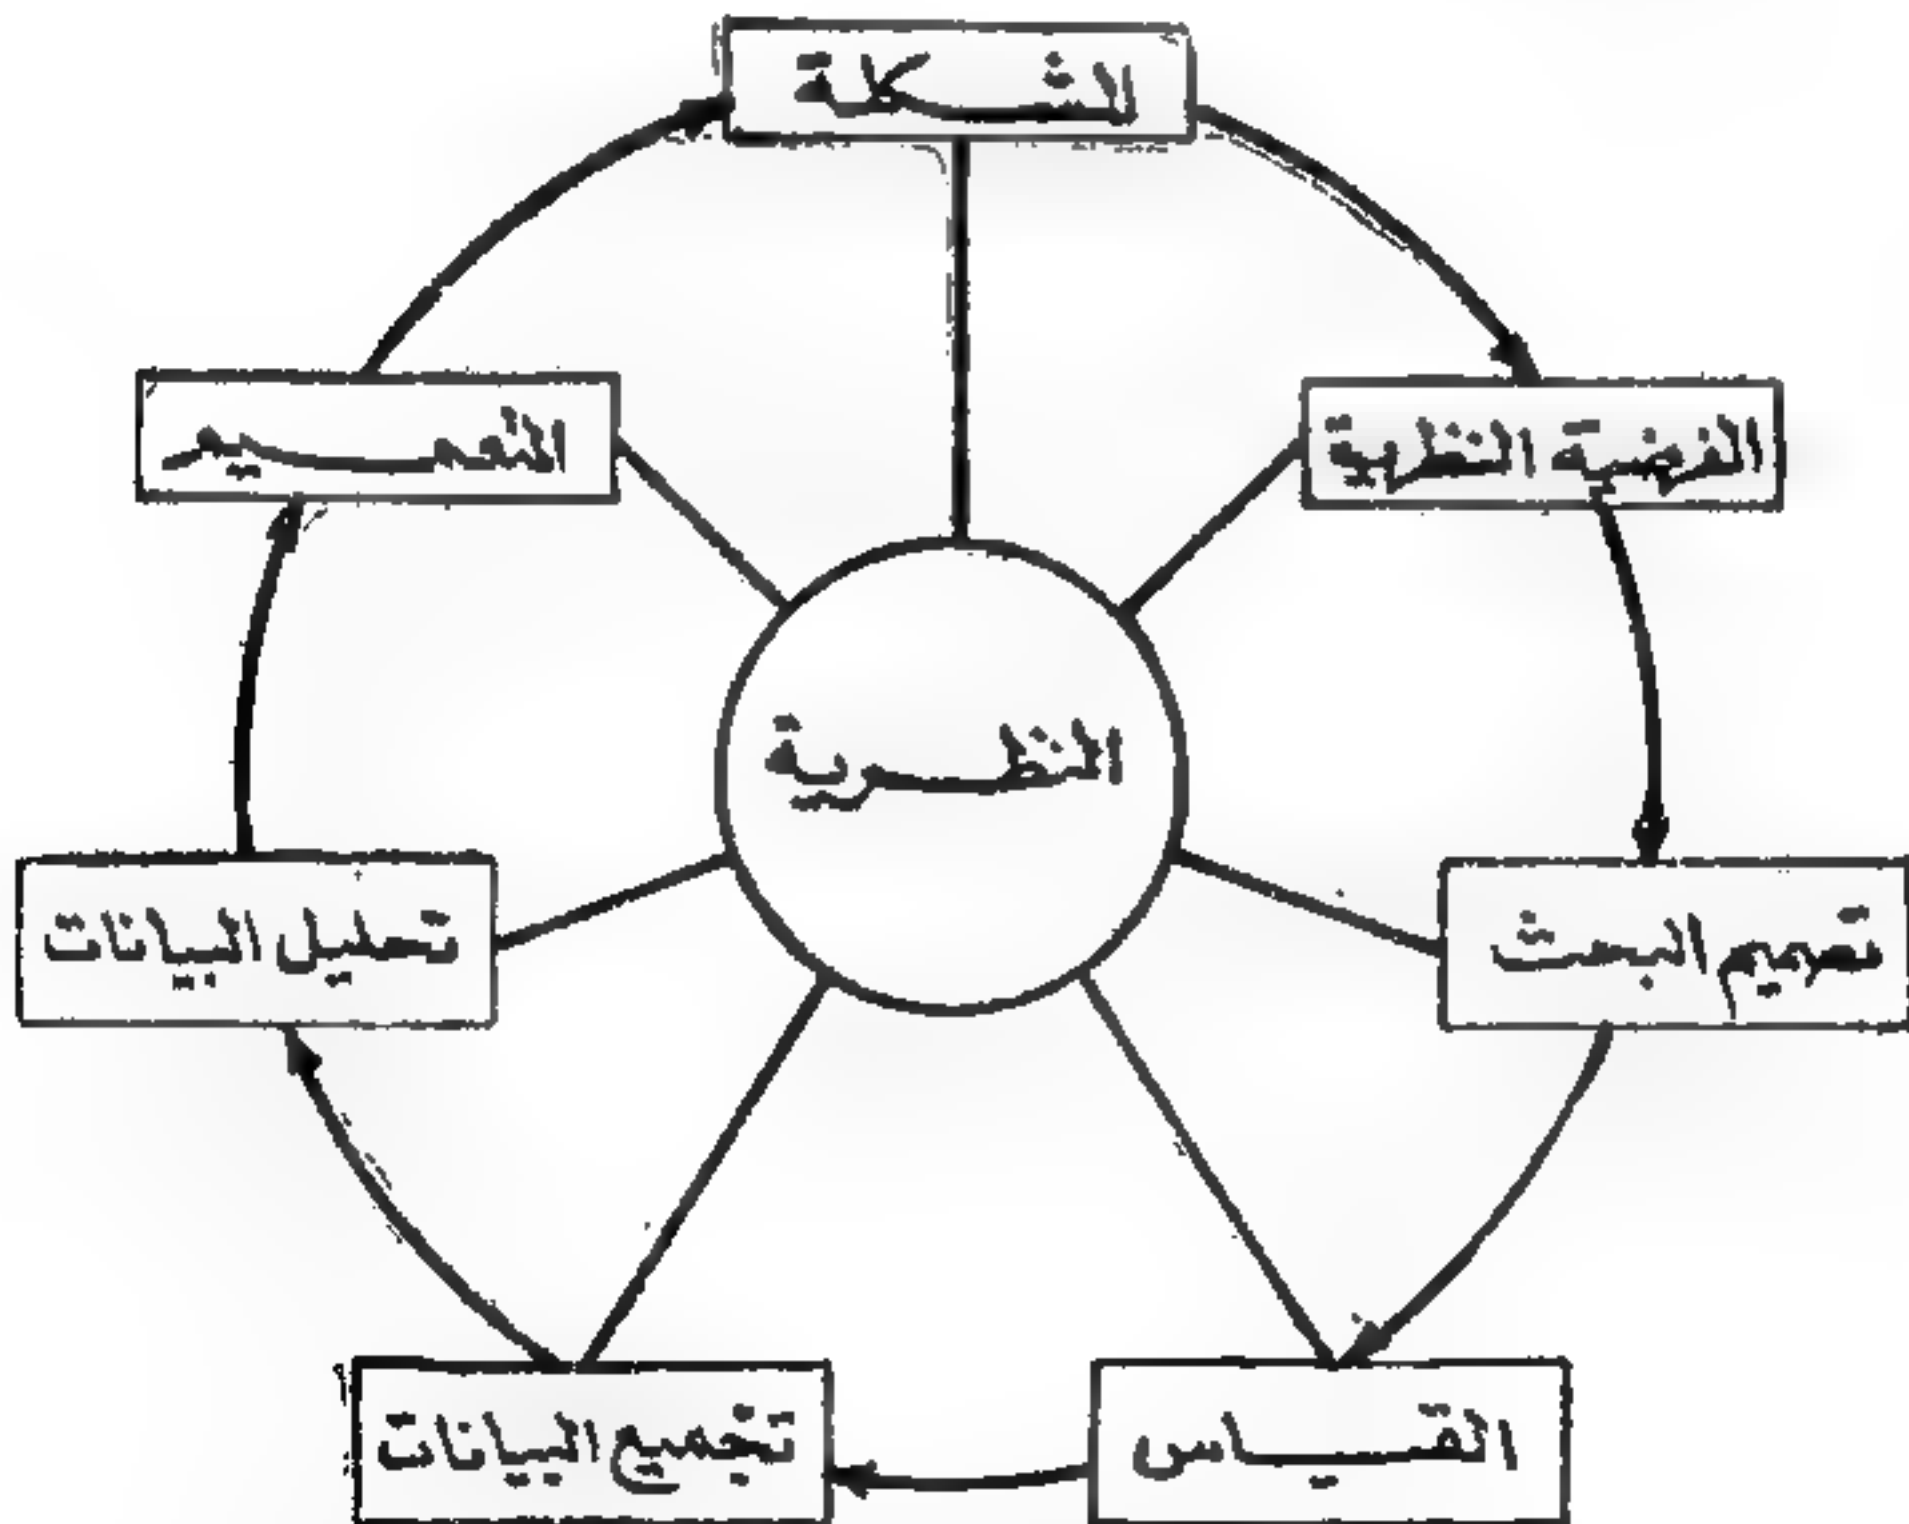 المشكلة
الفرضية النظرية
تصميم البحث
القياس
تجميع البيانات
تحليل البيانات
التعميم
النظرية